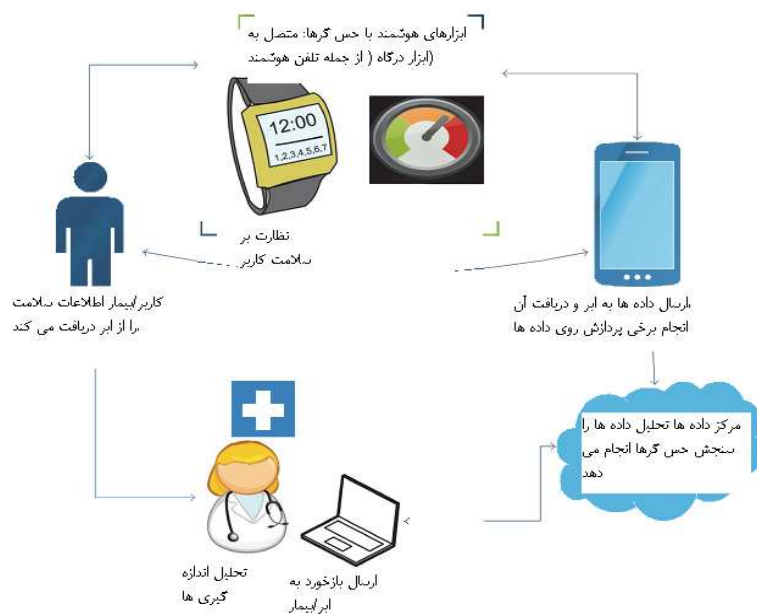 ابزارهای هوشمند با حس گرها: متصل به
(ابزار درگاه ( از جمله تلفن هوشمند
12:00
1,2,3,4,5,6,7
نظارت بر
سلامت کاربر
کاربر/بیمار اطلاعات سلامت
را از ابر دریافت می کند.
ارسال داده ها به ابر و دریافت آن،
انجام برخی پردازش روی داده ها
مرکز داده ها تحلیل داده ها را
سنجش حس گرها انجام می
دهد
تحلیل اندازه
گیری ها
ارسال بازخورد به
ابر/بیمار